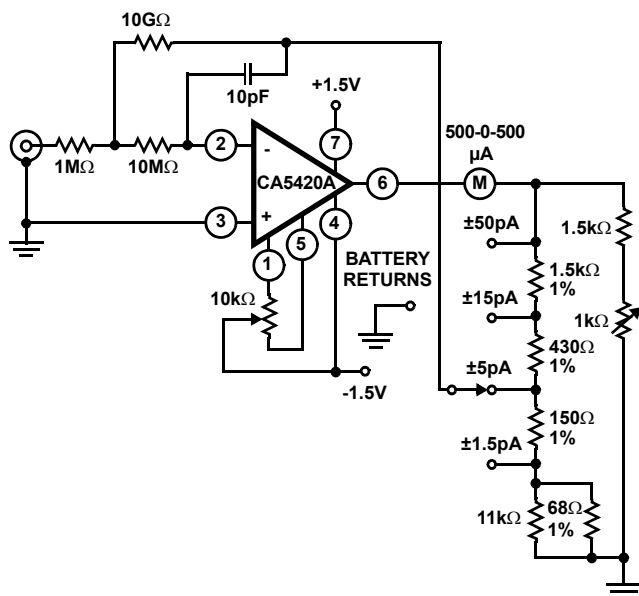 10GΩ
10pF
+1.5V
500-0-500
µA
1MΩ
10MΩ
2
-
7
CA5420A
6
M
3
+
4
5
1
±50pA
1.5kΩ
1.5kΩ
1%
BATTERY
RETURNS
10kΩ
±15pA
1kΩ
430Ω
1%
±5pA
-1.5V
150Ω
1%
±1.5pA
11kΩ
68Ω
1%